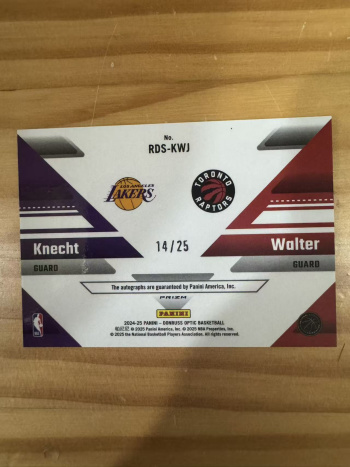 No.
RDS-KWJ
LOS ANGELES
LAKERS
TORONTO
RAPTORS
14/25
Knecht
Walter
GUARD
GUARD
The autographs are guaranteed by Panini America, Inc.
PRIZM
PANINI
2024-25 PANINI - DONRUSS OPTIC BASKETBALL
© 2025 Panini America, Inc. © 2025 NBA Properties, Inc.
© 2025 the National Basketball Players Association. All rights reserved.